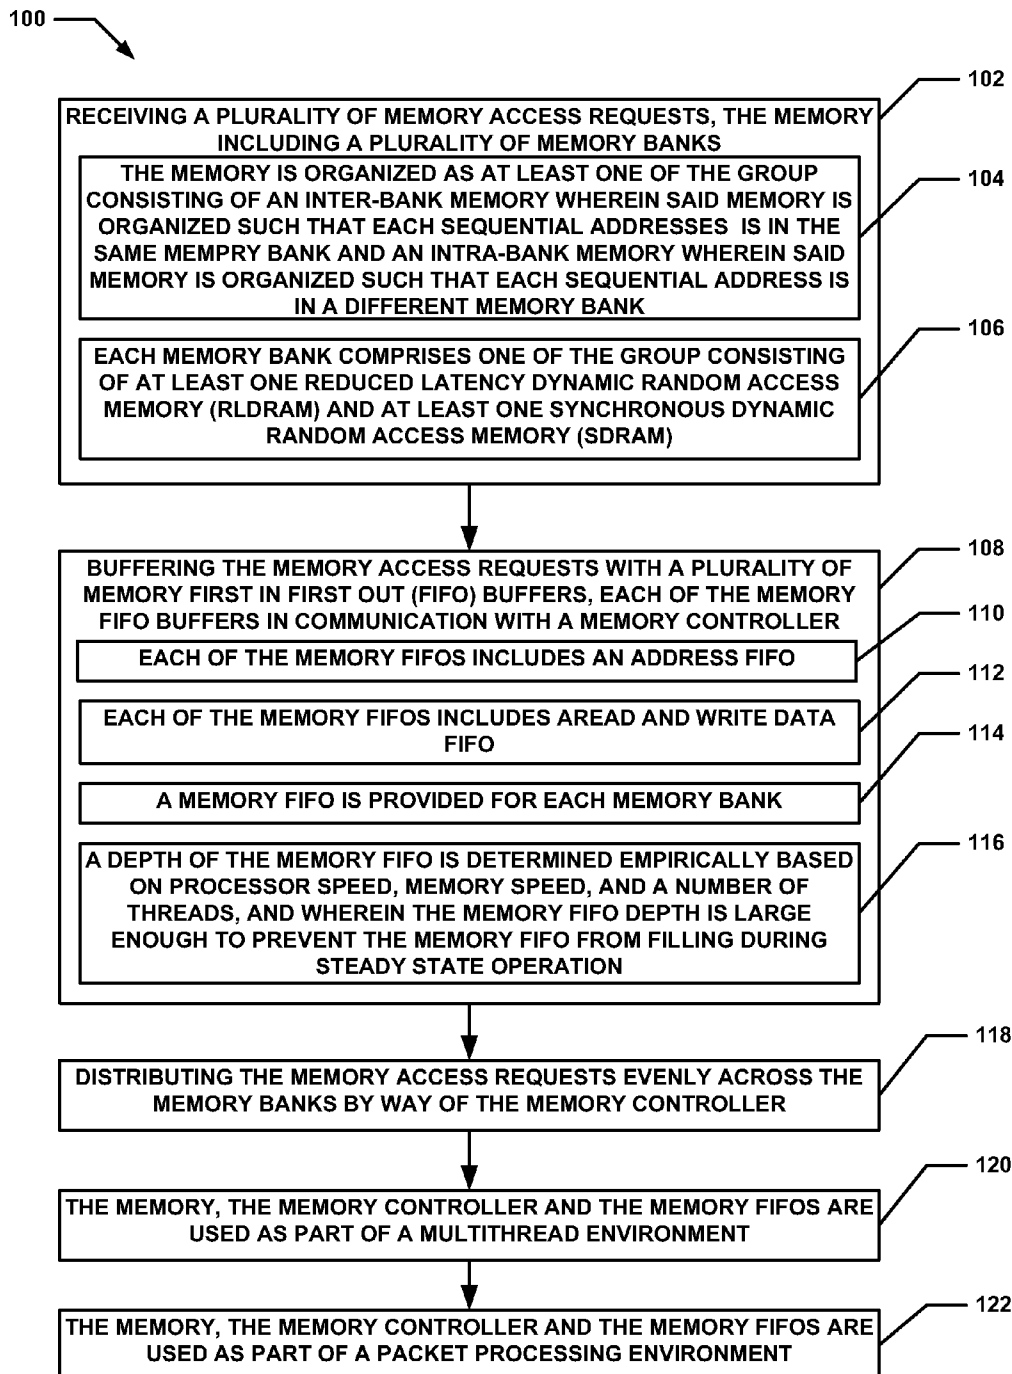 100
102
RECEIVING A PLURALITY OF MEMORY ACCESS REQUESTS, THE MEMORY
INCLUDING A PLURALITY OF MEMORY BANKS
104
THE MEMORY IS ORGANIZED AS AT LEAST ONE OF THE GROUP
CONSISTING OF AN INTER-BANK MEMORY WHEREIN SAID MEMORY IS
ORGANIZED SUCH THAT EACH SEQUENTIAL ADDRESSES IS IN THE
SAME MEMPRY BANK AND AN INTRA-BANK MEMORY WHEREIN SAID
MEMORY IS ORGANIZED SUCH THAT EACH SEQUENTIAL ADDRESS IS
IN A DIFFERENT MEMORY BANK
106
EACH MEMORY BANK COMPRISES ONE OF THE GROUP CONSISTING
OF AT LEAST ONE REDUCED LATENCY DYNAMIC RANDOM ACCESS
MEMORY (RLDRAM) AND AT LEAST ONE SYNCHRONOUS DYNAMIC
RANDOM ACCESS MEMORY (SDRAM)
108
BUFFERING THE MEMORY ACCESS REQUESTS WITH A PLURALITY OF
MEMORY FIRST IN FIRST OUT (FIFO) BUFFERS, EACH OF THE MEMORY
FIFO BUFFERS IN COMMUNICATION WITH A MEMORY CONTROLLER
110
EACH OF THE MEMORY FIFOS INCLUDES AN ADDRESS FIFO
112
EACH OF THE MEMORY FIFOS INCLUDES AREAD AND WRITE DATA
FIFO
114
A MEMORY FIFO IS PROVIDED FOR EACH MEMORY BANK
116
A DEPTH OF THE MEMORY FIFO IS DETERMINED EMPIRICALLY BASED
ON PROCESSOR SPEED, MEMORY SPEED, AND A NUMBER OF
THREADS, AND WHEREIN THE MEMORY FIFO DEPTH IS LARGE
ENOUGH TO PREVENT THE MEMORY FIFO FROM FILLING DURING
STEADY STATE OPERATION
118
DISTRIBUTING THE MEMORY ACCESS REQUESTS EVENLY ACROSS THE
MEMORY BANKS BY WAY OF THE MEMORY CONTROLLER
120
THE MEMORY, THE MEMORY CONTROLLER AND THE MEMORY FIFOS ARE
USED AS PART OF A MULTITHREAD ENVIRONMENT
122
THE MEMORY, THE MEMORY CONTROLLER AND THE MEMORY FIFOS ARE
USED AS PART OF A PACKET PROCESSING ENVIRONMENT